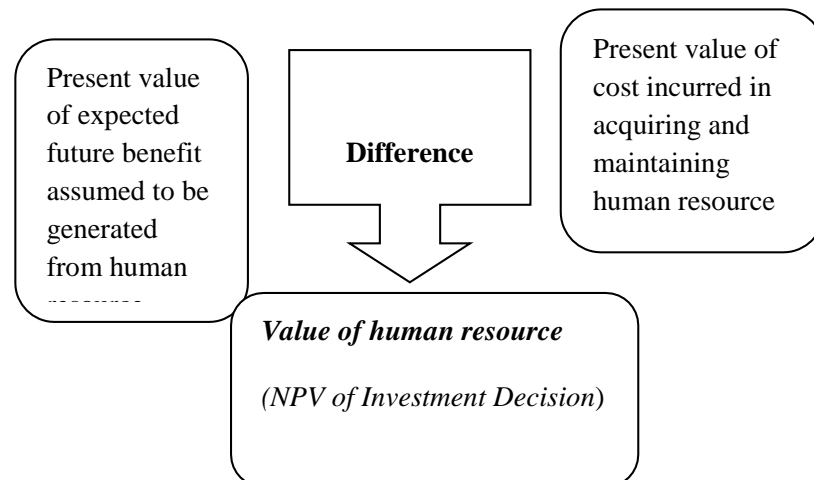 Present value
of expected
future benefit
assumed to be
generated
from human
Difference
Present value of
cost incurred in
acquiring and
maintaining
human resource
Value of human resource
(NPV of Investment Decision)